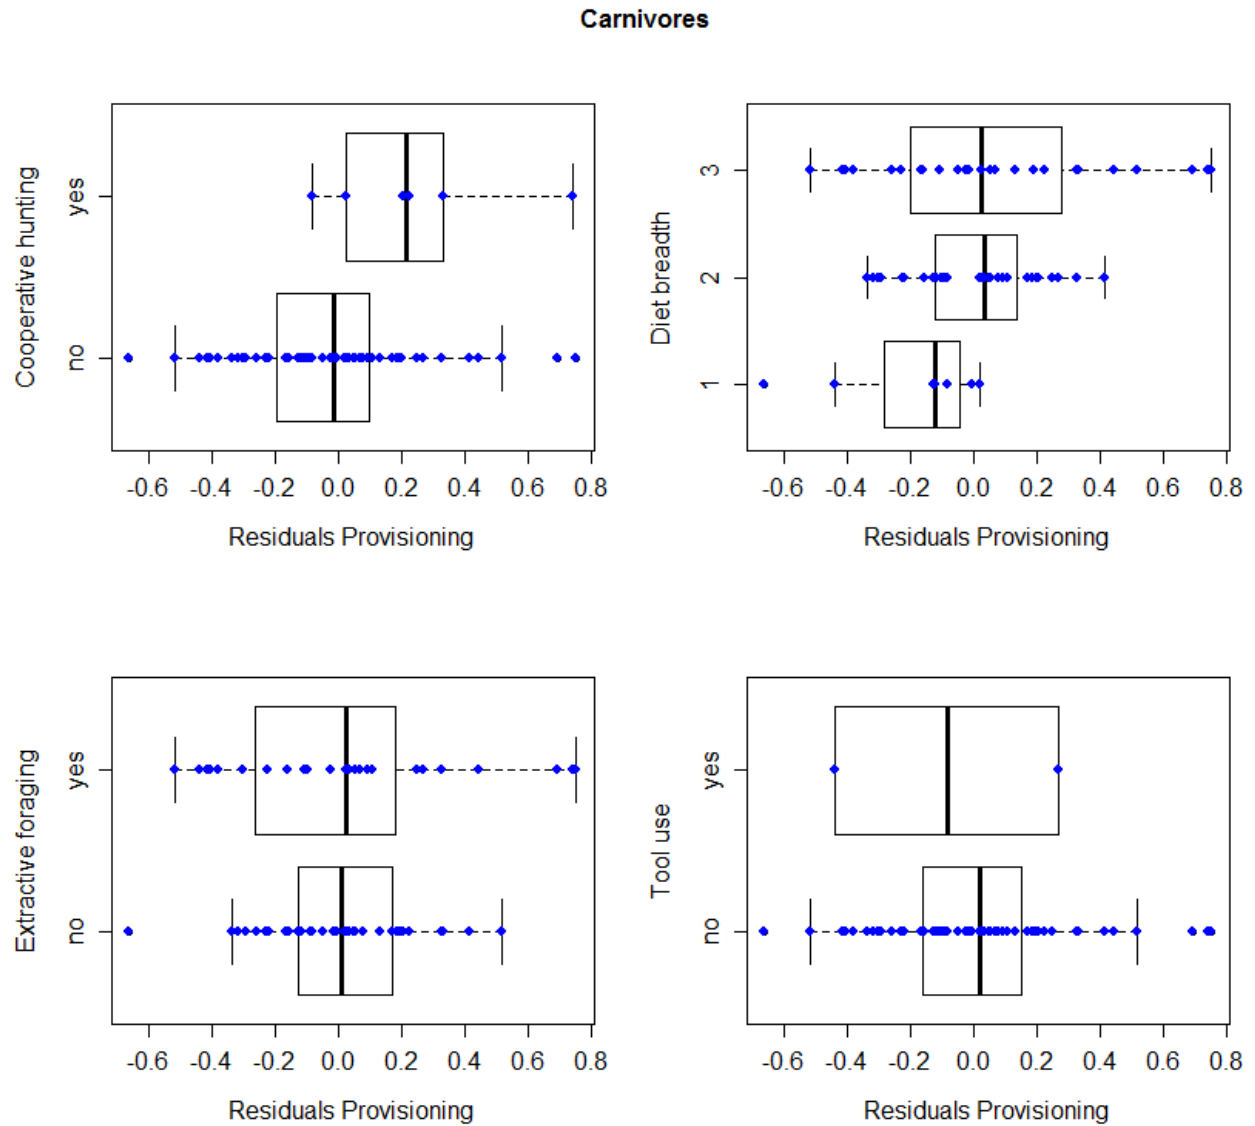 Carnivores
Cooperative hunting
yes
no
-0.6 -0.4 -0.2 0.0 0.2 0.4 0.6 0.8
Residuals Provisioning
Diet breadth
3
2
1
-0.6 -0.4 -0.2 0.0 0.2 0.4 0.6 0.8
Residuals Provisioning
Extractive foraging
yes
no
-0.6 -0.4 -0.2 0.0 0.2 0.4 0.6 0.8
Residuals Provisioning
Tool use
yes
no
-0.6 -0.4 -0.2 0.0 0.2 0.4 0.6 0.8
Residuals Provisioning